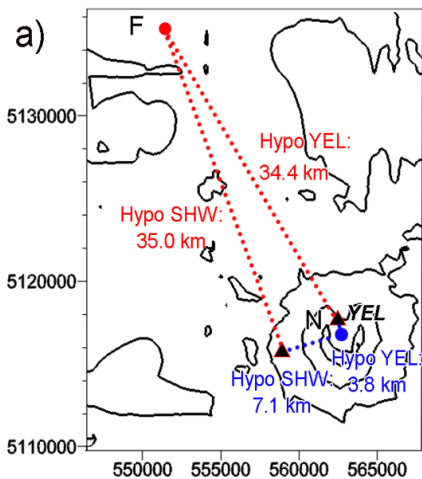 a)
F
5130000
Hypo YEL:
34.4 km
Hypo SHW:
35.0 km
5120000
YEL
N
Hypo YEL:
3.8 km
Hypo SHW:
7.1 km
5110000
550000 555000 560000 565000